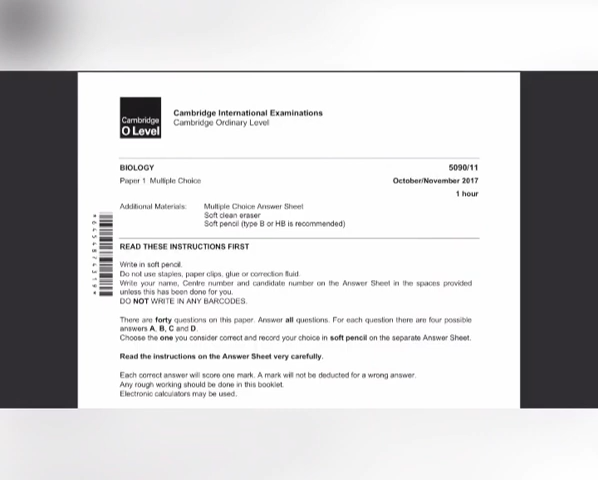 Cambridge
O Level
Cambridge International Examinations
Cambridge Ordinary Level
BIOLOGY 5090/11
Paper 1 Multiple Choice October/November 2017
1 hour
Additional Materials: Multiple Choice Answer Sheet
Soft clean eraser
Soft pencil (type B or HB is recommended)
READ THESE INSTRUCTIONS FIRST
Write in soft pencil.
Do not use staples, paper clips, glue or correction fluid.
Write your name, Centre number and candidate number on the Answer Sheet in the spaces provided
unless this has been done for you.
DO NOT WRITE IN ANY BARCODES.
There are forty questions on this paper. Answer all questions. For each question there are four possible
answers A, B, C and D.
Choose the one you consider correct and record your choice in soft pencil on the separate Answer Sheet.
Read the instructions on the Answer Sheet very carefully.
Each correct answer will score one mark. A mark will not be deducted for a wrong answer.
Any rough working should be done in this booklet.
Electronic calculators may be used.